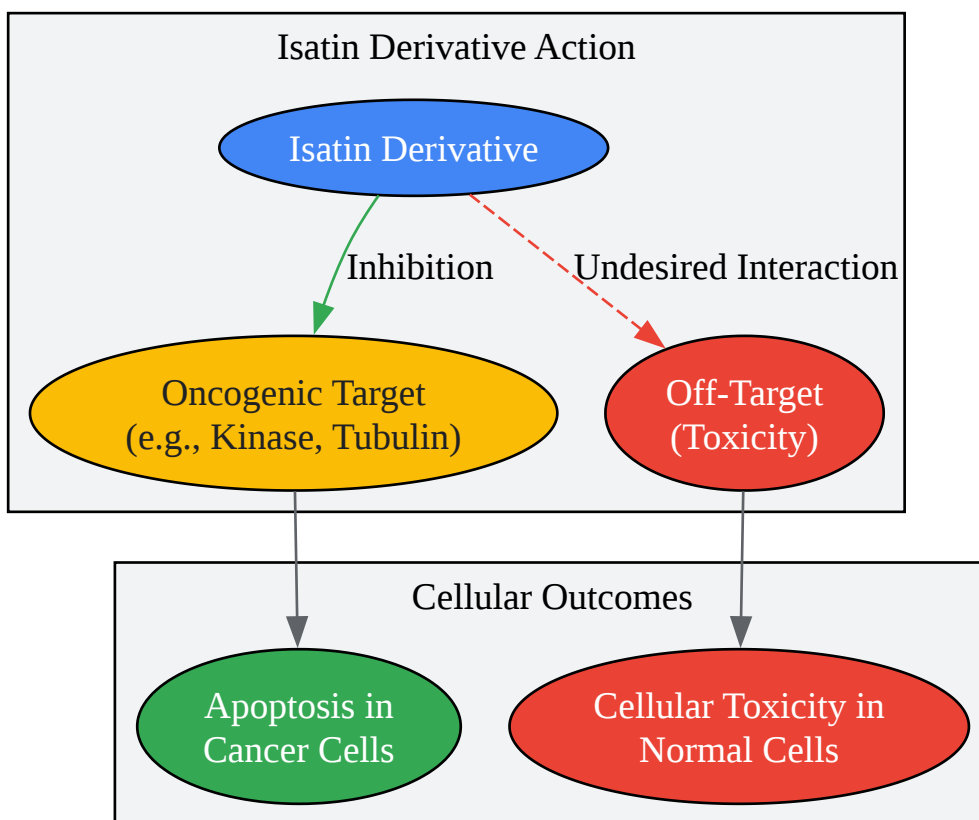 Isatin Derivative Action
Isatin Derivative
Inhibition
Undesired Interaction
Oncogenic Target
(e.g., Kinase, Tubulin)
Off-Target
(Toxicity)
Cellular Outcomes
Apoptosis in
Cancer Cells
Cellular Toxicity in
Normal Cells